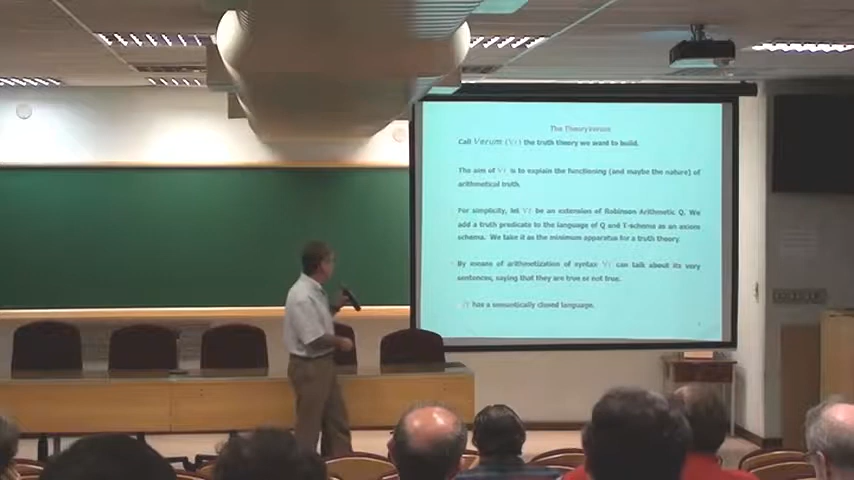 The Theory Verum
Call Verum (Vr) the truth theory we want to build.
The aim of Vr is to explain the functioning (and maybe the nature) of
arithmetical truth.
For simplicity, let Vr be an extension of Robinson Arithmetic Q. We
add a truth predicate to the language of Q and T-schema as an axiom
schema. We take it as the minimum apparatus for a truth theory.
By means of arithmetization of syntax Vr can talk about its very
sentences, saying that they are true or not true.
Vr has a semantically closed language.